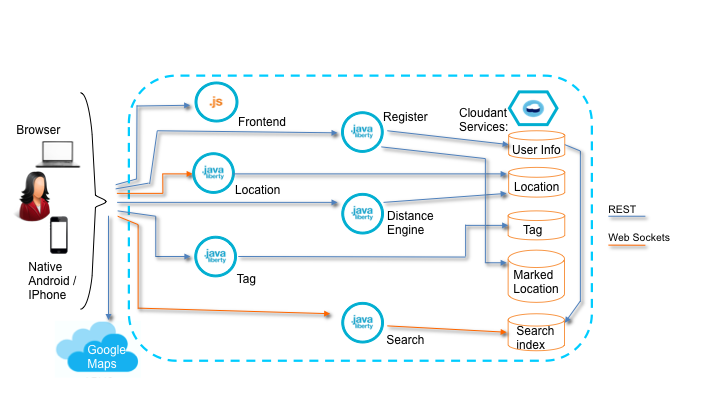 Browser
Native
Android /
IPhone
Google
Maps
.js
Frontend
java
liberty
Register
java
liberty
Location
java
liberty
Distance
Engine
java
liberty
Tag
java
liberty
Search
Cloudant
Services:
User Info
Location
Tag
Marked
Location
Search
index
REST
Web Sockets